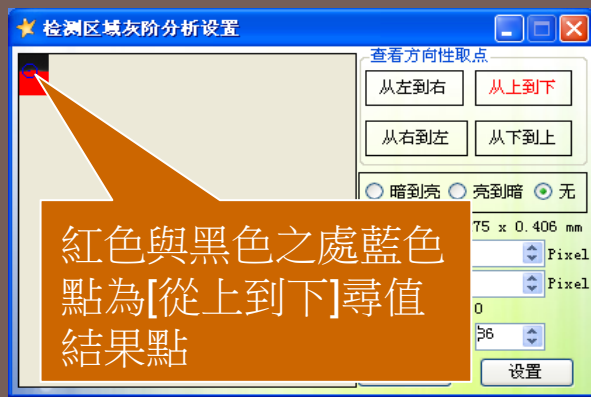 检测区域灰阶分析设置
查看方向性取点
从左到右 从上到下
从右到左 从下到上
暗到亮 亮到暗 无
75 x 0.406 mm
Pixel
Pixel
0
36
设置
紅色與黑色之處藍色
點為[從上到下]尋值
結果點